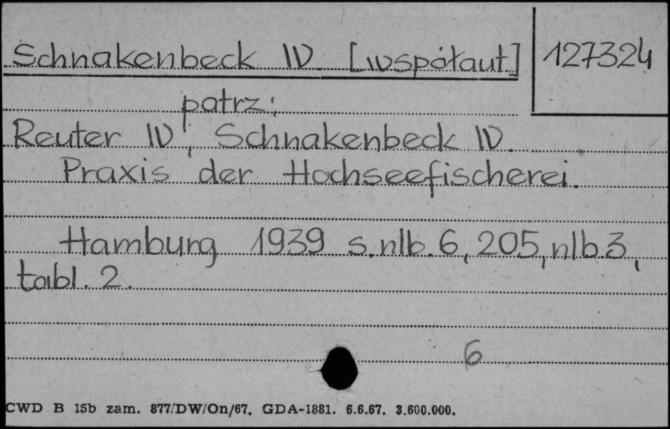 Schnakenbeck W. [współaut.] 127324
patrz:
Reuter W, Schnakenbeck W.
Praxis der Hochseefischerei.
Hamburg 1939 s. nlb. 6, 205, nlb 3,
tabl. 2.
6
CWD B 15b zam. 877/DW/On/67. GDA-1881. 6.6.67. 3.600.000.